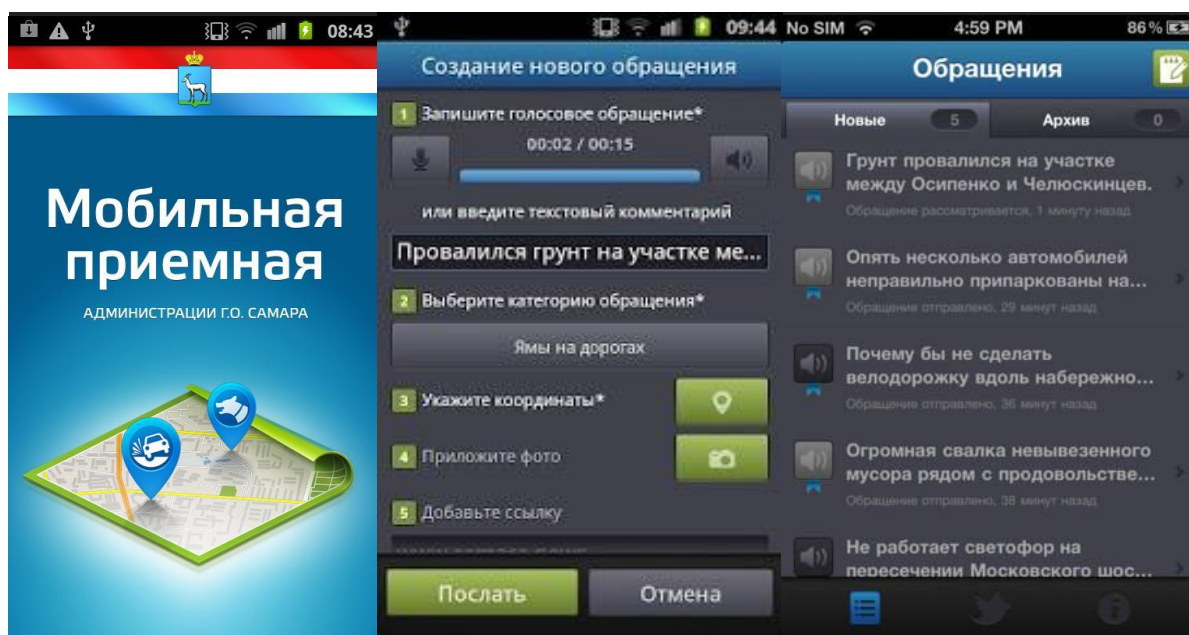 08:43
Мобильная
приемная
АДМИНИСТРАЦИИ Г.О. САМАРА
09:44
Создание нового обращения
1 Запишите голосовое обращение*
00:02 / 00:15
или введите текстовый комментарий
Провалился грунт на участке ме...
2 Выберите категорию обращения*
Ямы на дорогах
3 Укажите координаты*
4 Приложите фото
5 Добавьте ссылку
Послать Отмена
No SIM 4:59 PM 86%
Обращения
Новые 5 Архив 0
Грунт провалился на участке
между Осипенко и Челюскинцев.
Обращение рассматривается, 1 минуту назад
Опять несколько автомобилей
неправильно припаркованы на...
Обращение отправлено, 29 минут назад
Почему бы не сделать
велодорожку вдоль набережно...
Обращение отправлено, 36 минут назад
Огромная свалка невывезенного
мусора рядом с продовольстве...
Обращение отправлено, 38 минут назад
Не работает светофор на
пересечении Московского шос...